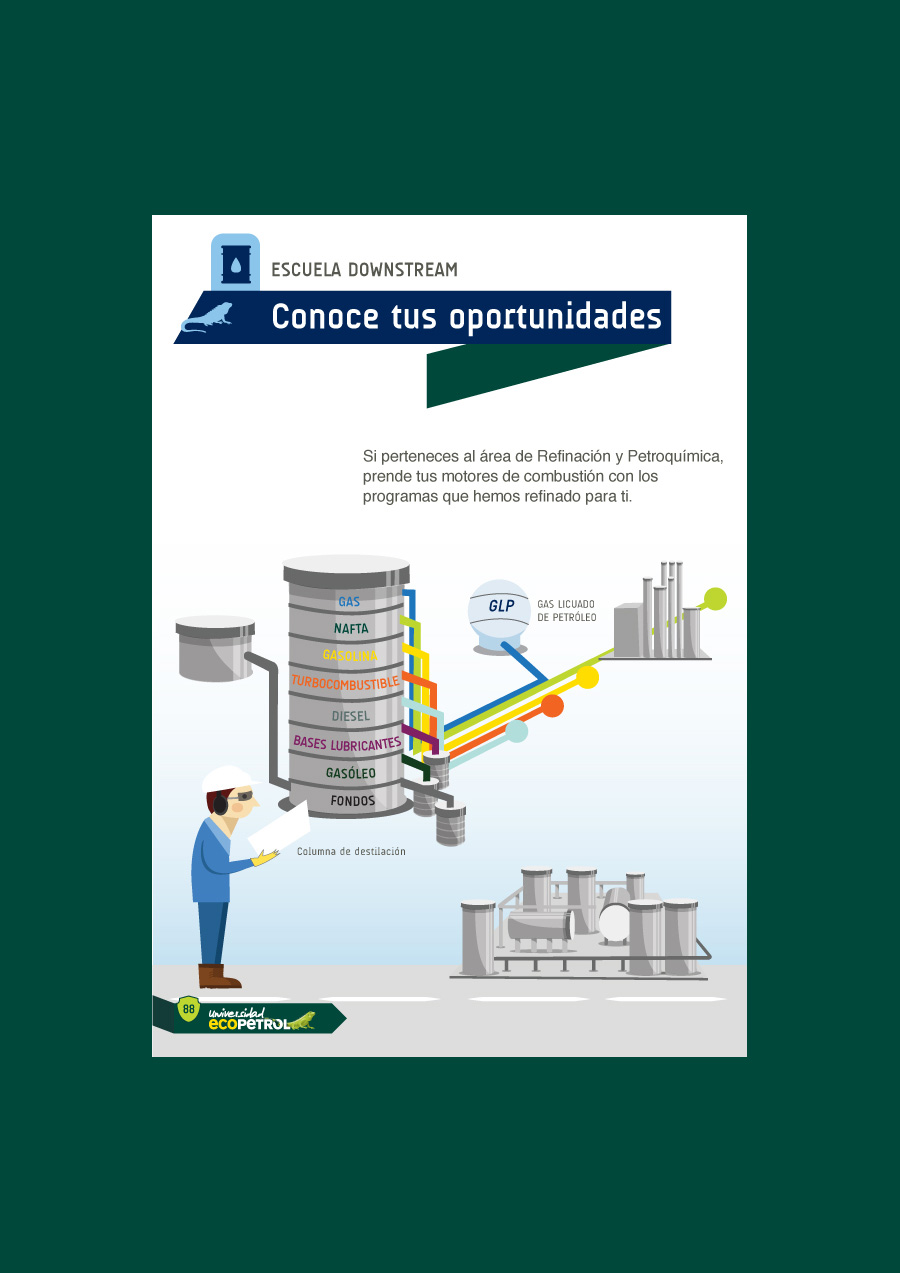 ESCUELA DOWNSTREAM
Conoce tus oportunidades
Si perteneces al área de Refinación y Petroquímica,
prende tus motores de combustión con los
programas que hemos refinado para ti.
GAS
NAFTA
GASOLINA
TURBOCOMBUSTIBLE
DIESEL
BASES LUBRICANTES
GASÓLEO
FONDOS
GLP
GAS LICUADO
DE PETRÓLEO
Columna de destilación
88
Universidad
ECOPETROL